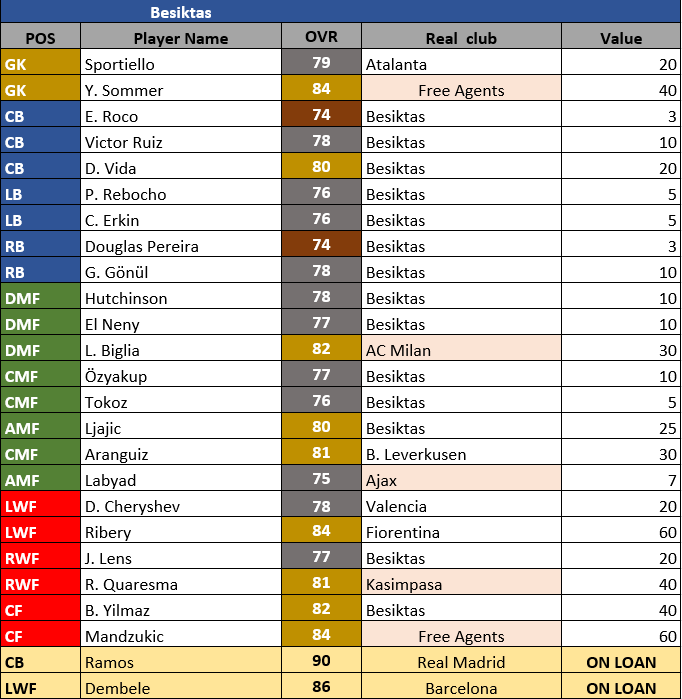 Besiktas
POS Player Name OVR Real club Value
GK Sportiello 79 Atalanta 20
GK Y. Sommer 84 Free Agents 40
CB E. Roco 74 Besiktas 3
CB Victor Ruiz 78 Besiktas 10
CB D. Vida 80 Besiktas 20
LB P. Rebocho 76 Besiktas 5
LB C. Erkin 76 Besiktas 5
RB Douglas Pereira 74 Besiktas 3
RB G. Gönül 78 Besiktas 10
DMF Hutchinson 78 Besiktas 10
DMF El Neny 77 Besiktas 10
DMF L. Biglia 82 AC Milan 30
CMF Özyakup 77 Besiktas 10
CMF Tokoz 76 Besiktas 5
AMF Ljajic 80 Besiktas 25
CMF Aranguiz 81 B. Leverkusen 30
AMF Labyad 75 Ajax 7
LWF D. Cheryshev 78 Valencia 20
LWF Ribery 84 Fiorentina 60
RWF J. Lens 77 Besiktas 20
RWF R. Quaresma 81 Kasimpasa 40
CF B. Yilmaz 82 Besiktas 40
CF Mandzukic 84 Free Agents 60
CB Ramos 90 Real Madrid ON LOAN
LWF Dembele 86 Barcelona ON LOAN